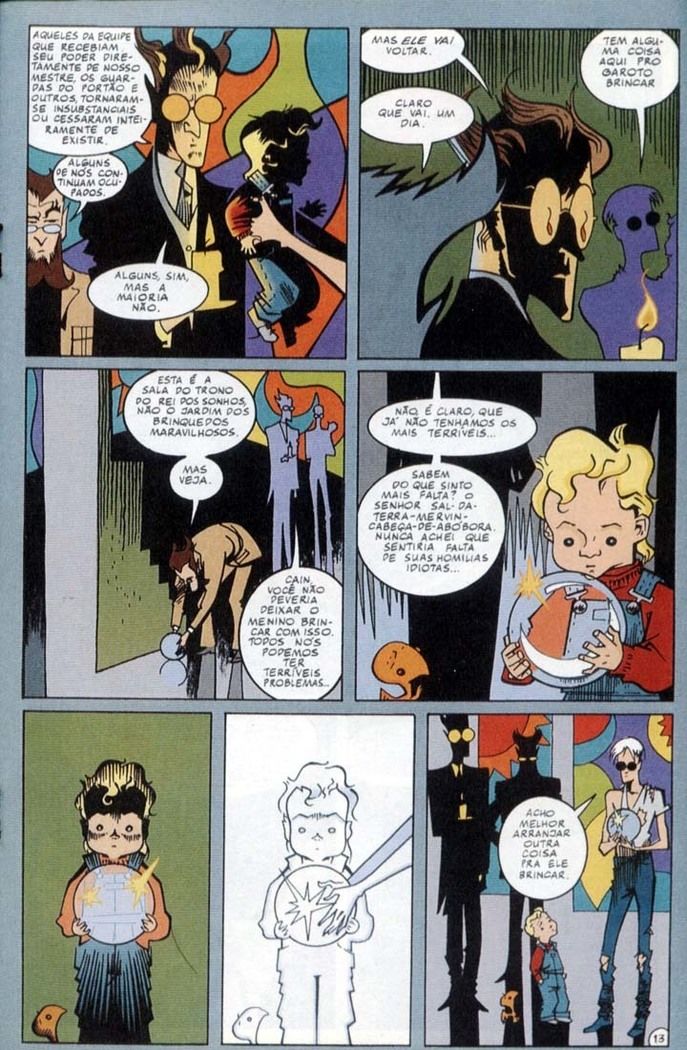 AQUELES DA EQUIPE
QUE RECEBIAM
SEU PODER DIRE-
TAMENTE DE NOSSO
MESTRE, OS GUAR-
DAS DO PORTÃO E
OUTROS, TORNARAM-
SE INSUBSTANCIAIS
OU CESSARAM INTEI-
RAMENTE DE
EXISTIR.
ALGUNS
DE NÓS CON-
TINUAM OCU-
PADOS.
ALGUNS, SIM,
MAS A
MAIORIA
NÃO.
MAS ELE VAI
VOLTAR.
CLARO
QUE VAI. UM
DIA.
TEM ALGU-
MA COISA
AQUI PRO
GAROTO
BRINCAR
ESTA É A
SALA DO TRONO
DO REI DOS SONHOS,
NÃO O JARDIM DOS
BRINQUEDOS
MARAVILHOSOS.
MAS
VEJA.
CAIN,
VOCÊ NÃO
DEVERIA
DEIXAR O
MENINO BRIN-
CAR COM ISSO.
TODOS NÓS
PODEMOS
TER
TERRÍVEIS
PROBLEMAS...
NÃO, É CLARO, QUE
JÁ NÃO TENHAMOS OS
MAIS TERRÍVEIS...
SABEM
DO QUE SINTO
MAIS FALTA? O
SENHOR SAL-DA-
TERRA-MERVIN-
CABEÇA-DE-ABÓBORA.
NUNCA ACHEI QUE
SENTIRIA FALTA
DE SUAS HOMILIAS
IDIOTAS...
ACHO
MELHOR
ARRANJAR
OUTRA
COISA
PRA ELE
BRINCAR.
13